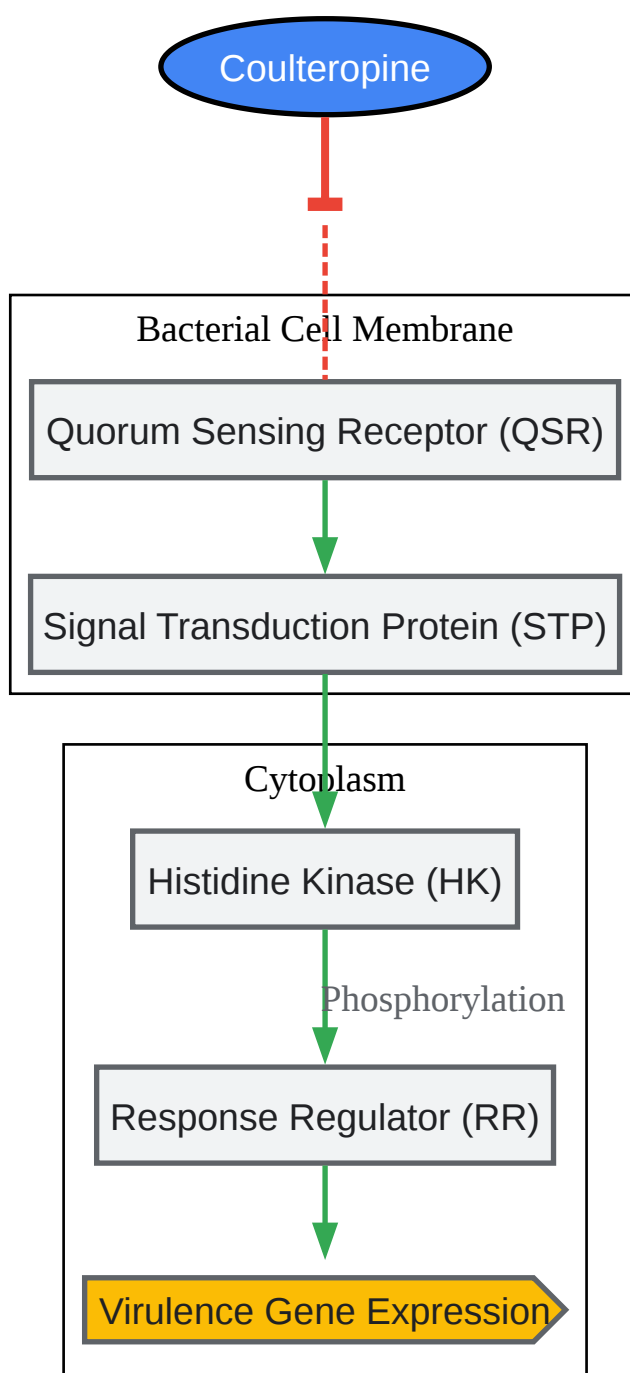 Coulteropine
Bacterial Cell Membrane
Quorum Sensing Receptor (QSR)
Signal Transduction Protein (STP)
Cytoplasm
Histidine Kinase (HK)
Phosphorylation
Response Regulator (RR)
Virulence Gene Expression